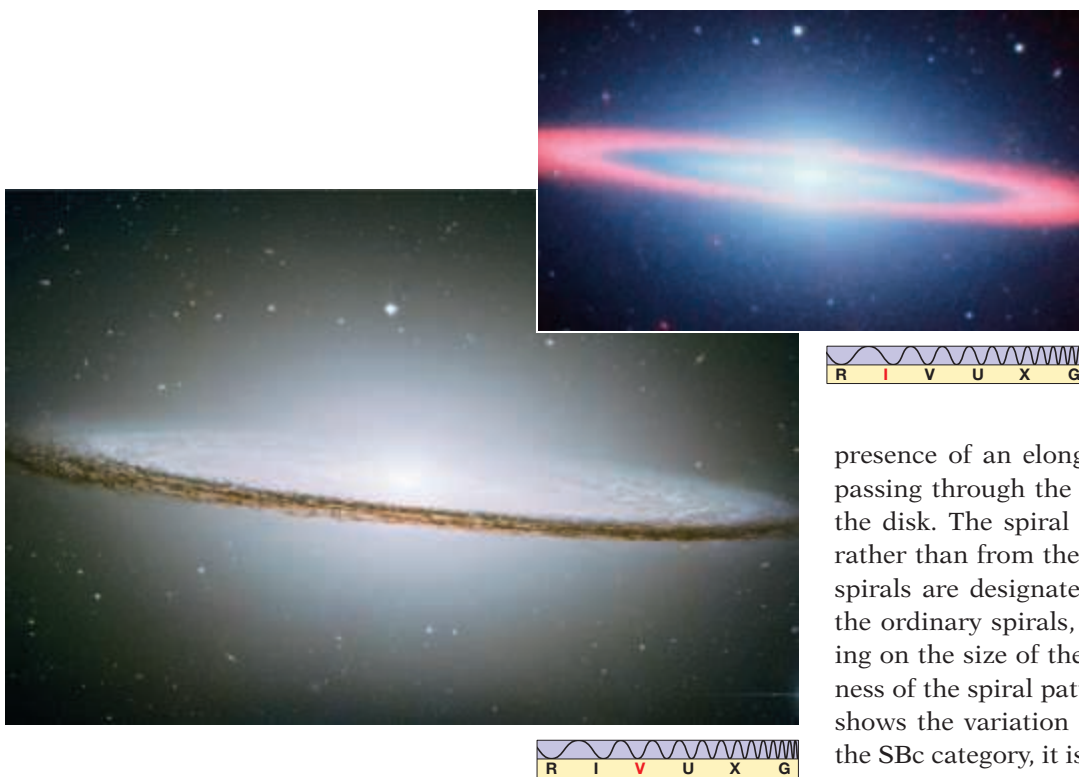 R I V U X G
presence of an elong
passing through the
the disk. The spiral
rather than from the
spirals are designate
the ordinary spirals,
ing on the size of the
ness of the spiral pat
shows the variation
the SBc category, it is
R I V U X G